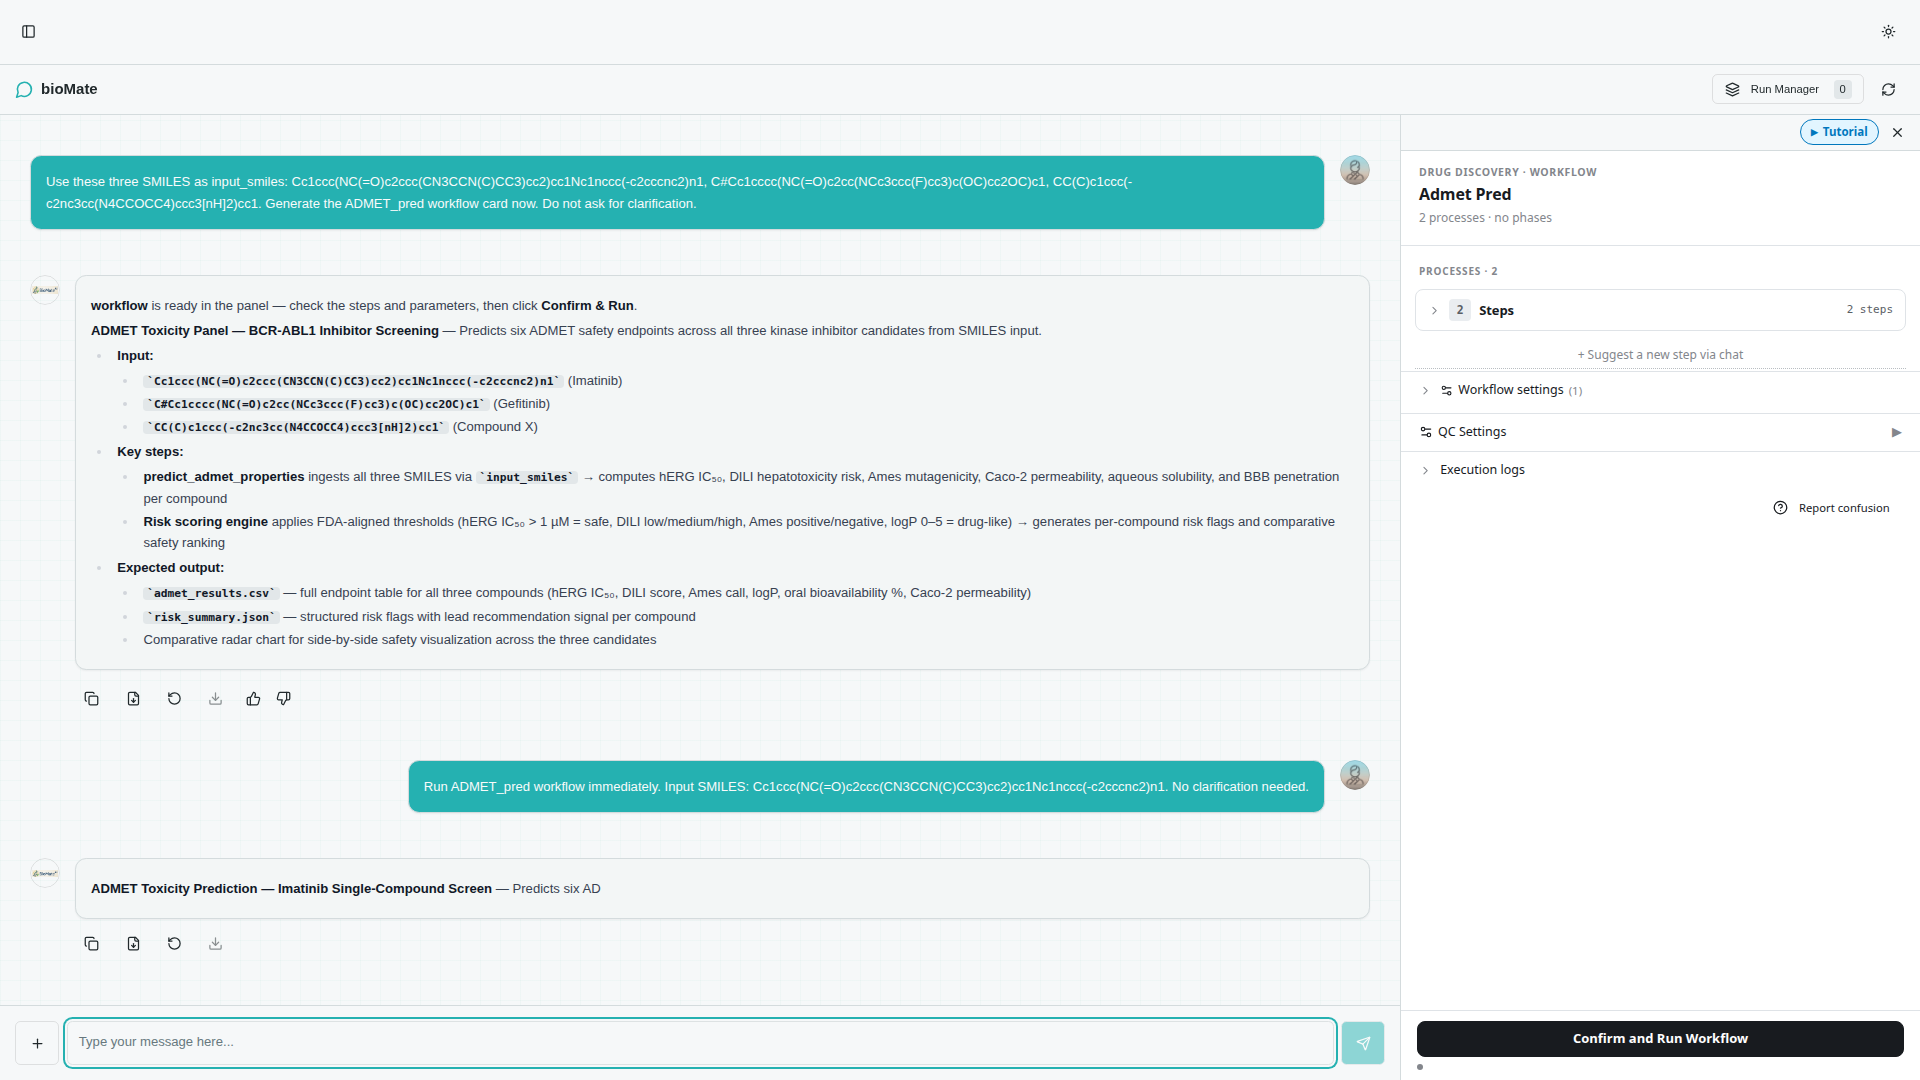 bioMate
Run Manager 0
▶ Tutorial
Use these three SMILES as input_smiles: Cc1ccc(NC(=O)c2ccc(CN3CCN(C)CC3)cc2)cc1Nc1nccc(-c2cccnc2)n1, C#Cc1cccc(NC(=O)c2cc(NCc3ccc(F)cc3)c(OC)cc2OC)c1, CC(C)c1ccc(-
c2nc3cc(N4CCOCC4)ccc3[nH]2)cc1. Generate the ADMET_pred workflow card now. Do not ask for clarification.
workflow is ready in the panel — check the steps and parameters, then click Confirm & Run.
ADMET Toxicity Panel — BCR-ABL1 Inhibitor Screening — Predicts six ADMET safety endpoints across all three kinase inhibitor candidates from SMILES input.
Input:
`Cc1ccc(NC(=O)c2ccc(CN3CCN(C)CC3)cc2)cc1Nc1nccc(-c2cccnc2)n1` (Imatinib)
`C#Cc1cccc(NC(=O)c2cc(NCc3ccc(F)cc3)c(OC)cc2OC)c1` (Gefitinib)
`CC(C)c1ccc(-c2nc3cc(N4CCOCC4)ccc3[nH]2)cc1` (Compound X)
Key steps:
predict_admet_properties ingests all three SMILES via `input_smiles` → computes hERG IC₅₀, DILI hepatotoxicity risk, Ames mutagenicity, Caco-2 permeability, aqueous solubility, and BBB penetration
per compound
Risk scoring engine applies FDA-aligned thresholds (hERG IC₅₀ > 1 µM = safe, DILI low/medium/high, Ames positive/negative, logP 0–5 = drug-like) → generates per-compound risk flags and comparative
safety ranking
Expected output:
`admet_results.csv` — full endpoint table for all three compounds (hERG IC₅₀, DILI score, Ames call, logP, oral bioavailability %, Caco-2 permeability)
`risk_summary.json` — structured risk flags with lead recommendation signal per compound
Comparative radar chart for side-by-side safety visualization across the three candidates
Run ADMET_pred workflow immediately. Input SMILES: Cc1ccc(NC(=O)c2ccc(CN3CCN(C)CC3)cc2)cc1Nc1nccc(-c2cccnc2)n1. No clarification needed.
ADMET Toxicity Prediction — Imatinib Single-Compound Screen — Predicts six AD
Type your message here...
DRUG DISCOVERY · WORKFLOW
Admet Pred
2 processes · no phases
PROCESSES · 2
2 Steps 2 steps
+ Suggest a new step via chat
Workflow settings (1)
QC Settings ▶
Execution logs
Report confusion
Confirm and Run Workflow